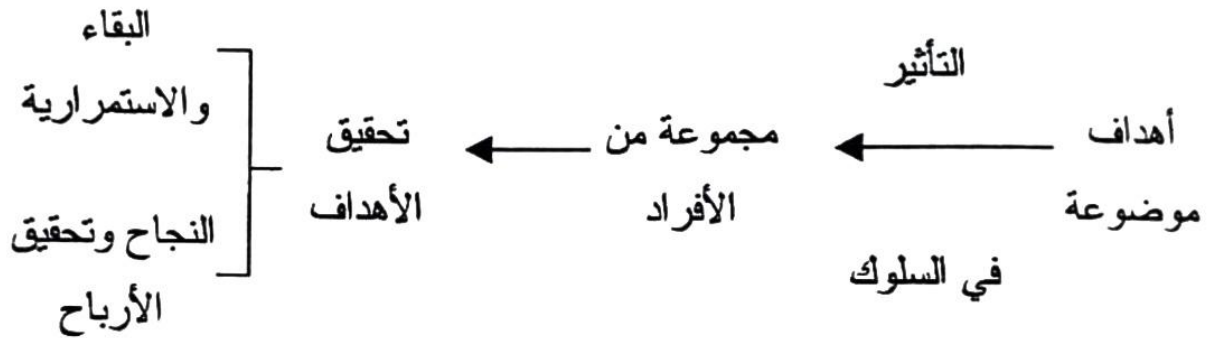 أهداف
موضوعة
التأثير
في السلوك
مجموعة من
الأفراد
تحقيق
الأهداف
البقاء
والاستمرارية
النجاح وتحقيق
الأرباح